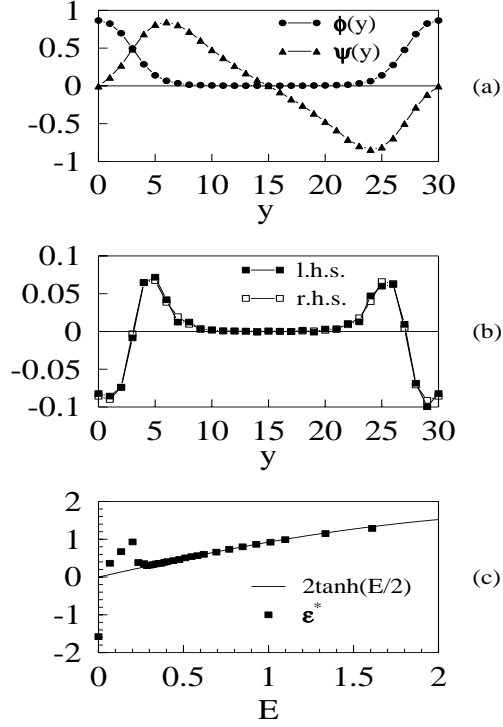 1
0.5
0
-0.5
-1
ϕ(y)
ψ(y)
(a)
0 5 10 15 20 25 30
y
0.1
0.05
0
-0.05
-0.1
l.h.s.
r.h.s.
(b)
0 5 10 15 20 25 30
y
2
1
0
-1
-2
2tanh(E/2)
ε*
(c)
0 0.5 1 1.5 2
E